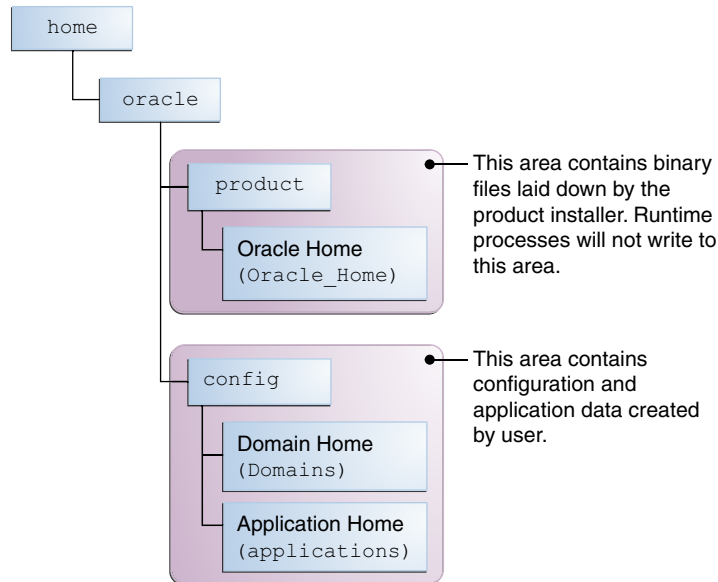 home
oracle
product
Oracle Home
(Oracle_Home)
This area contains binary
files laid down by the
product installer. Runtime
processes will not write to
this area.
config
Domain Home
(Domains)
Application Home
(applications)
This area contains
configuration and
application data created
by user.